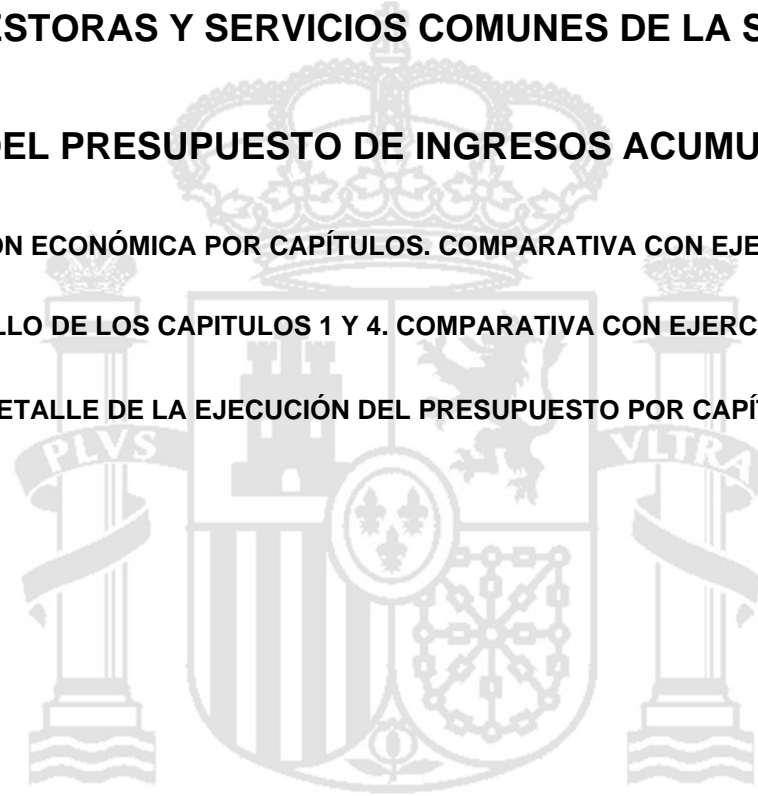 ESTORAS Y SERVICIOS COMUNES DE LA S
DEL PRESUPUESTO DE INGRESOS ACUMU
ÓN ECONÓMICA POR CAPÍTULOS. COMPARATIVA CON EJE
LLO DE LOS CAPITULOS 1 Y 4. COMPARATIVA CON EJERC
ETALLE DE LA EJECUCIÓN DEL PRESUPUESTO POR CAPÍ
PLVS VLTRA